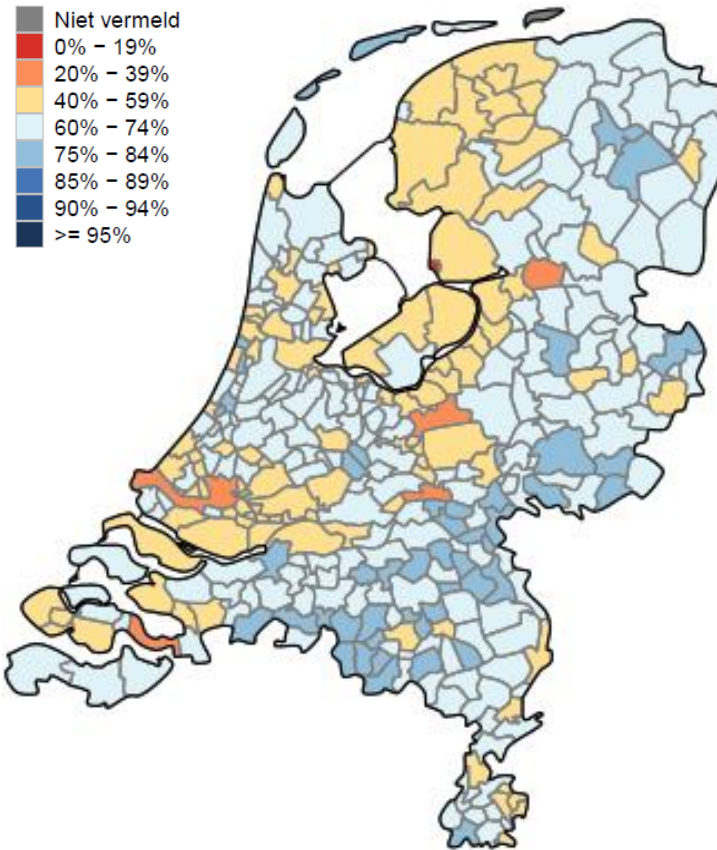 Niet vermeld
0% − 19%
20% − 39%
40% − 59%
60% − 74%
75% − 84%
85% − 89%
90% − 94%
>= 95%